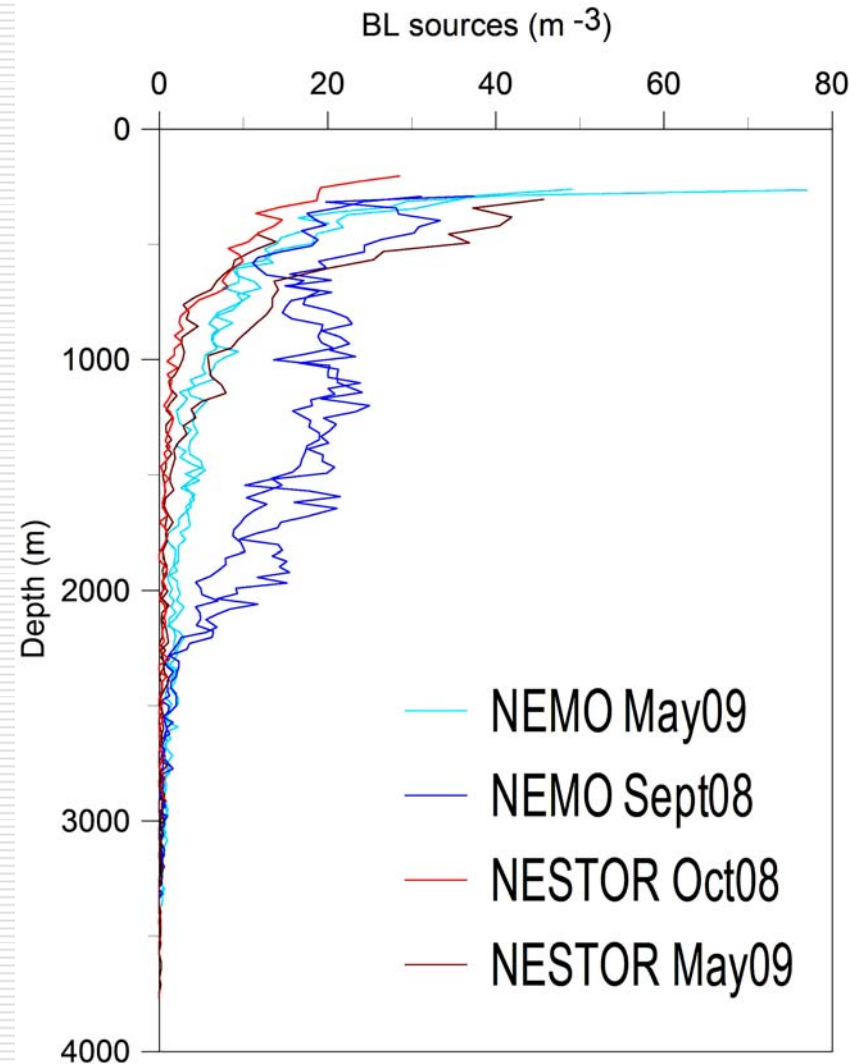 BL sources (m -3)
0 20 40 60 80
0
1000
2000
3000
4000
Depth (m)
NEMO May09
NEMO Sept08
NESTOR Oct08
NESTOR May09